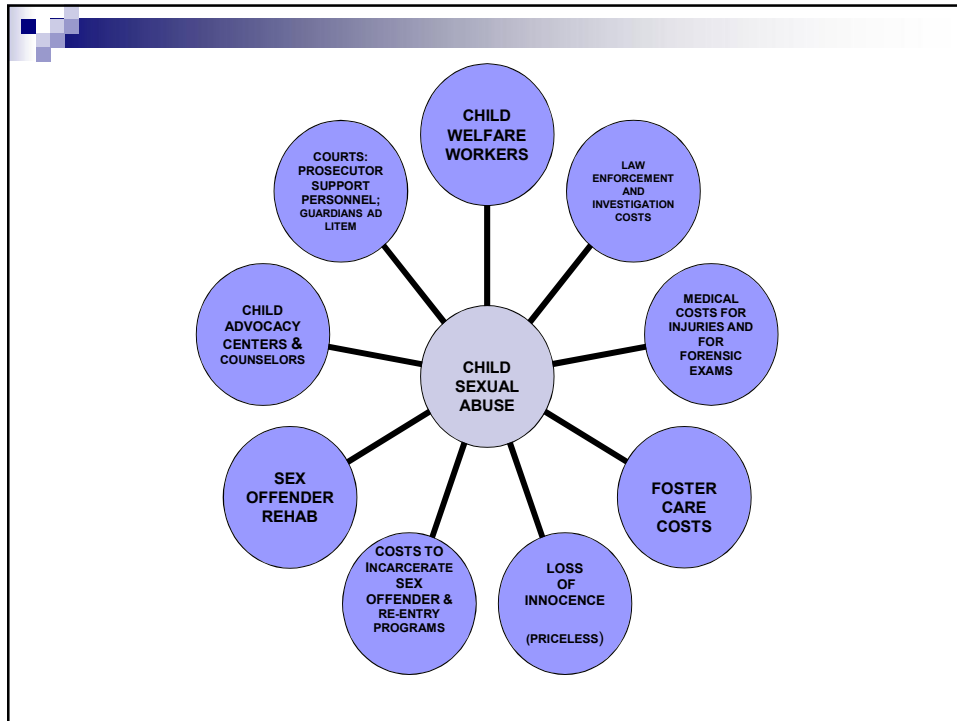 CHILD
WELFARE
WORKERS
LAW
ENFORCEMENT
AND
INVESTIGATION
COSTS
MEDICAL
COSTS FOR
INJURIES AND
FOR
FORENSIC
EXAMS
FOSTER
CARE
COSTS
LOSS
OF
INNOCENCE
(PRICELESS)
COSTS TO
INCARCERATE
SEX
OFFENDER &
RE-ENTRY
PROGRAMS
SEX
OFFENDER
REHAB
CHILD
ADVOCACY
CENTERS &
COUNSELORS
COURTS:
PROSECUTOR
SUPPORT
PERSONNEL;
GUARDIANS AD
LITEM
CHILD
SEXUAL
ABUSE